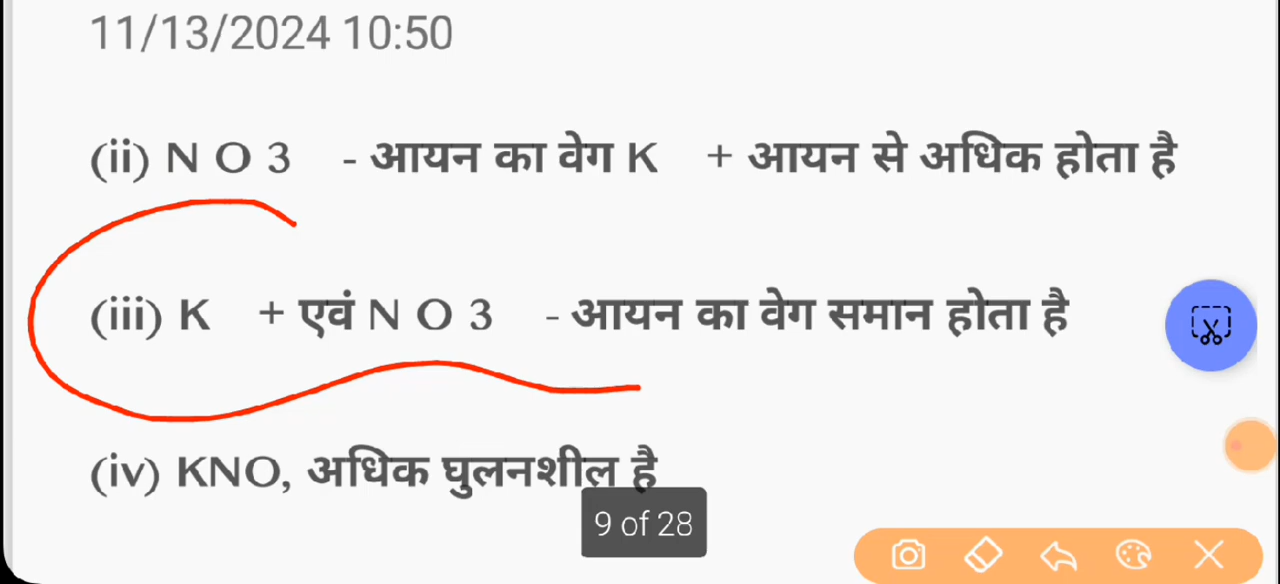 11/13/2024 10:50
(ii) N O 3 - आयन का वेग K + आयन से अधिक होता है
(iii) K + एवं N O 3 - आयन का वेग समान होता है
(iv) KNO, अधिक घुलनशील है
9 of 28